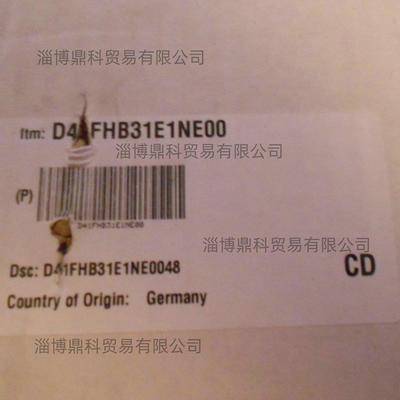 淄博鼎科贸易有限公司
Itm: D41FHB31E1NE00
淄博鼎科贸易有限公司
(P)
D41FHB31E1NE00
淄博鼎科贸易有限公司
Dsc: D41FHB31E1NE0048
CD
Country of Origin: Germany
淄博鼎科贸易有限公司